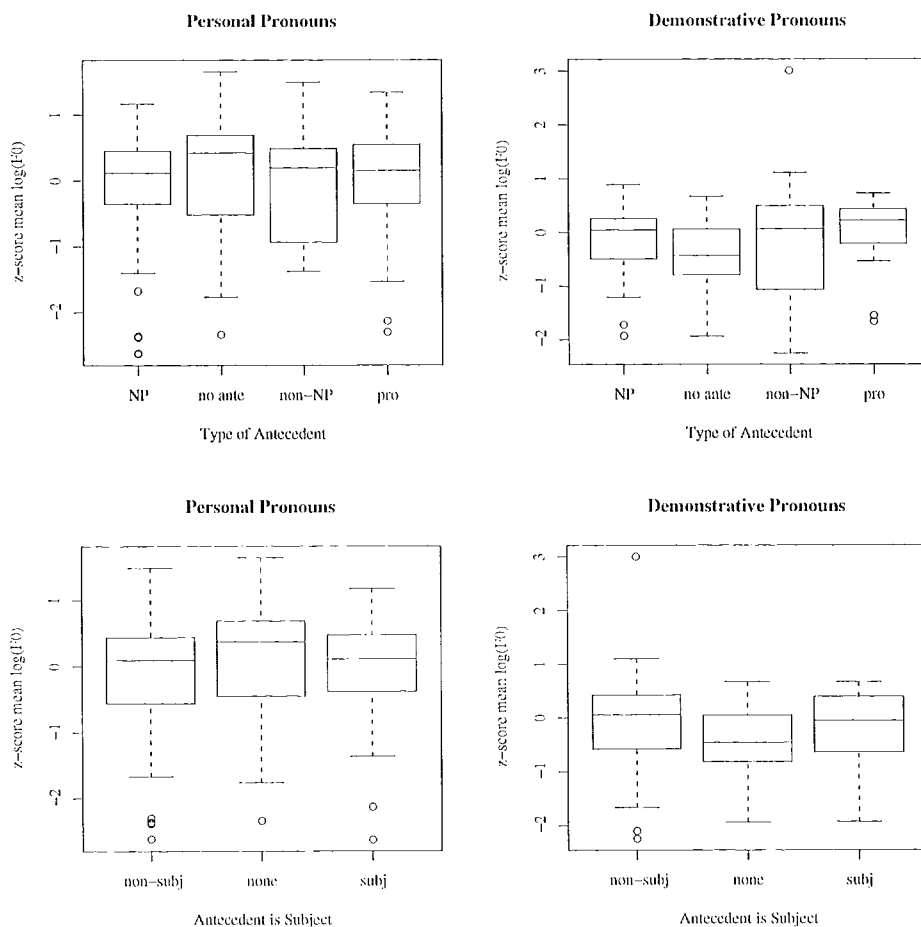 Personal Pronouns
z-score mean log(F0)
1
0
-1
-2
NP no ante non-NP pro
Type of Antecedent
Demonstrative Pronouns
z-score mean log(F0)
3
2
1
0
-1
-2
NP no ante non-NP pro
Type of Antecedent
Personal Pronouns
z-score mean log(F0)
1
0
-1
-2
non-subj none subj
Antecedent is Subject
Demonstrative Pronouns
z-score mean log(F0)
3
2
1
0
-1
-2
non-subj none subj
Antecedent is Subject